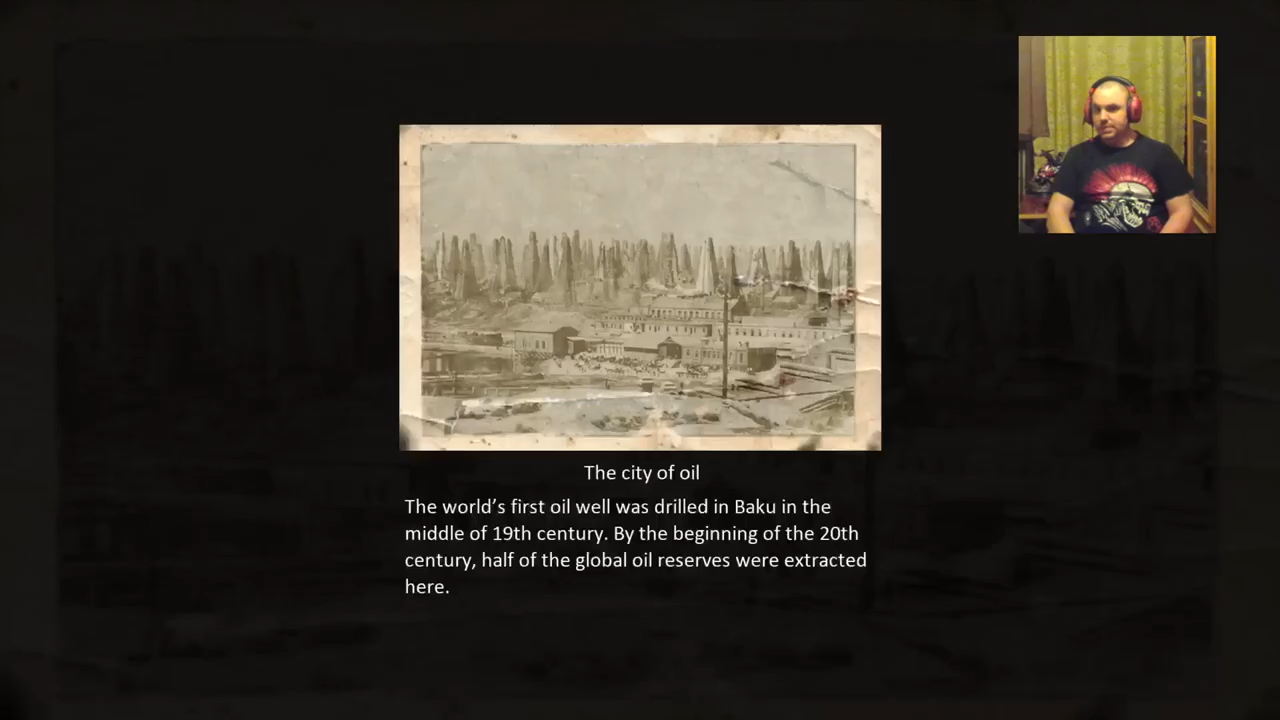 The city of oil
The world’s first oil well was drilled in Baku in the
middle of 19th century. By the beginning of the 20th
century, half of the global oil reserves were extracted
here.